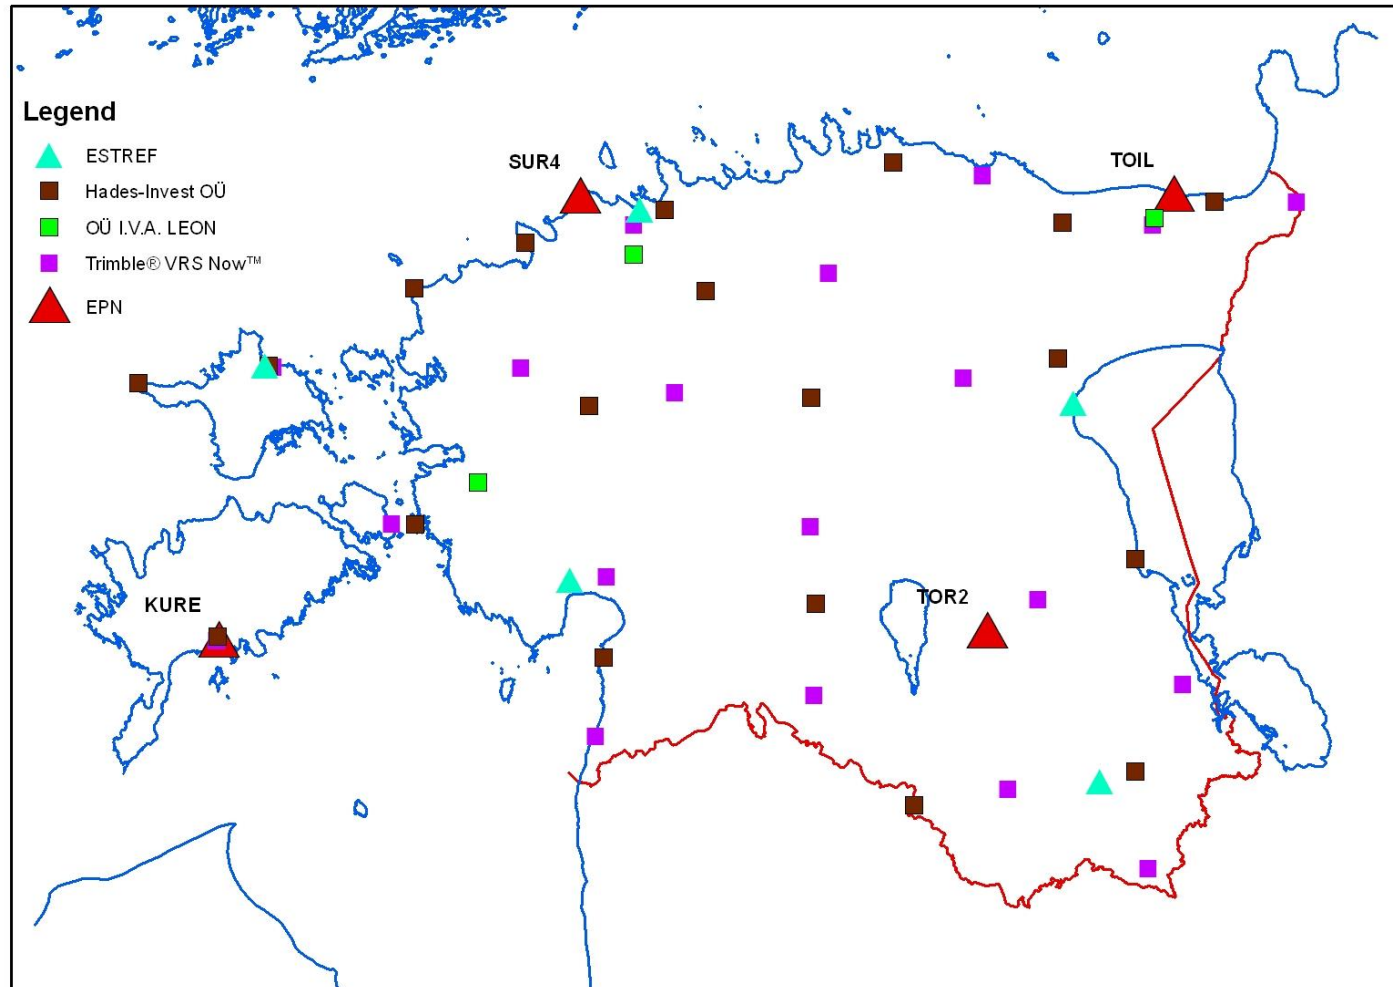 Legend
ESTREF
Hades-Invest OÜ
OÜ I.V.A. LEON
Trimble® VRS Now™
EPN
SUR4
TOIL
KURE
TOR2